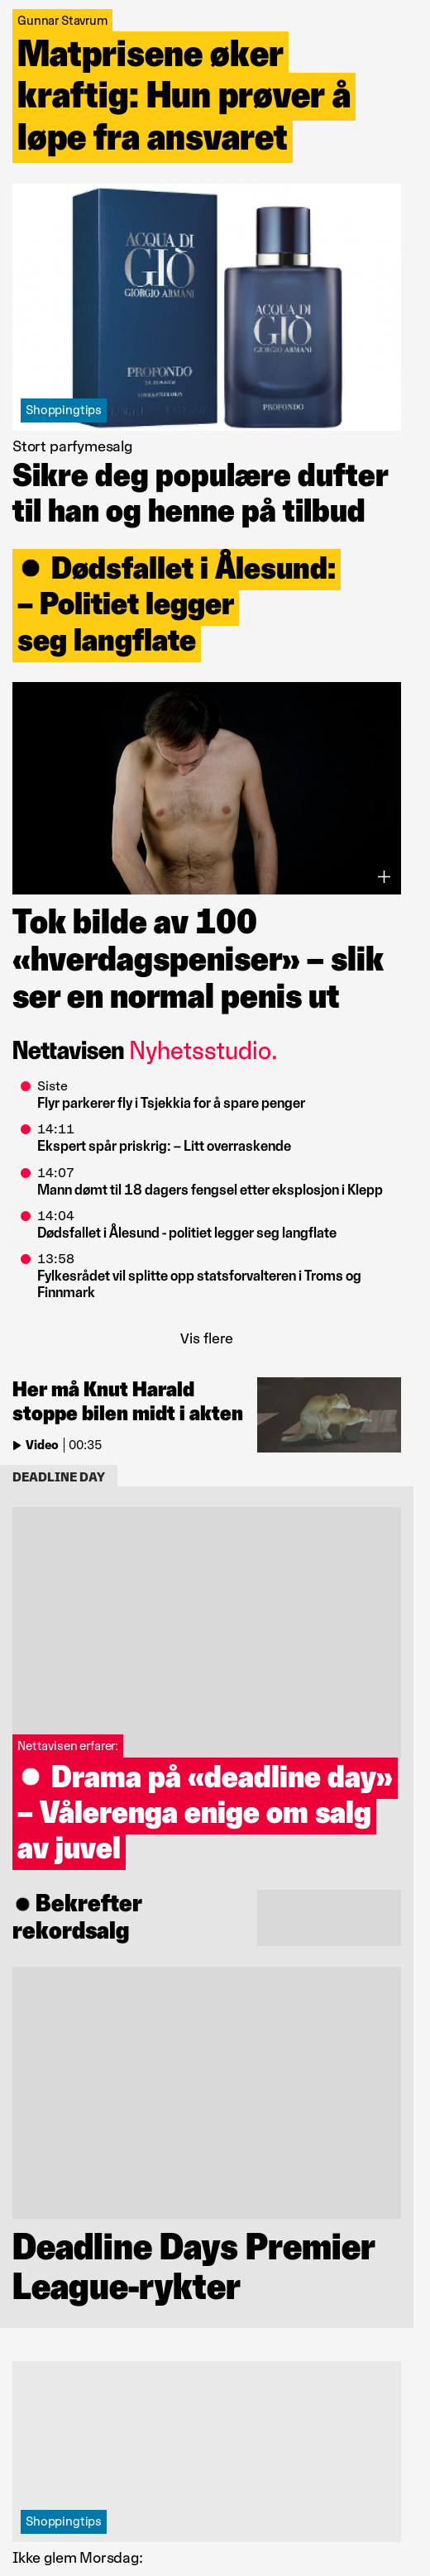 Gunnar Stavrum
Matprisene øker
kraftig: Hun prøver å
løpe fra ansvaret
ACQUA DI
GIÒ
GIORGIO ARMANI
PROFONDO
ACQUA DI
GIÒ
GIORGIO ARMANI
PROFONDO
Shoppingtips
Stort parfymesalg
Sikre deg populære dufter
til han og henne på tilbud
● Dødsfallet i Ålesund:
– Politiet legger
seg langflate
Tok bilde av 100
«hverdagspeniser» – slik
ser en normal penis ut
Nettavisen Nyhetsstudio.
Siste
Flyr parkerer fly i Tsjekkia for å spare penger
14:11
Ekspert spår priskrig: – Litt overraskende
14:07
Mann dømt til 18 dagers fengsel etter eksplosjon i Klepp
14:04
Dødsfallet i Ålesund - politiet legger seg langflate
13:58
Fylkesrådet vil splitte opp statsforvalteren i Troms og
Finnmark
Vis flere
Her må Knut Harald
stoppe bilen midt i akten
Video | 00:35
DEADLINE DAY
Nettavisen erfarer:
● Drama på «deadline day»
– Vålerenga enige om salg
av juvel
● Bekrefter
rekordsalg
Deadline Days Premier
League-rykter
Shoppingtips
Ikke glem Morsdag: